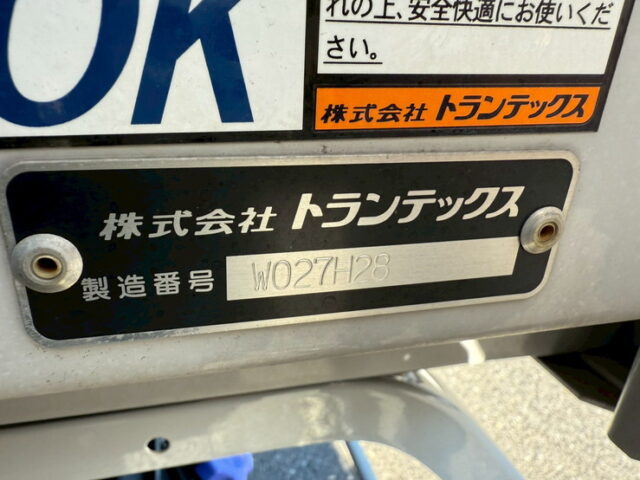 OK
れの上、安全快適にお使いくだ
さい。
株式会社 トランテックス
株式会社 トランテックス
製造番号 W027H28